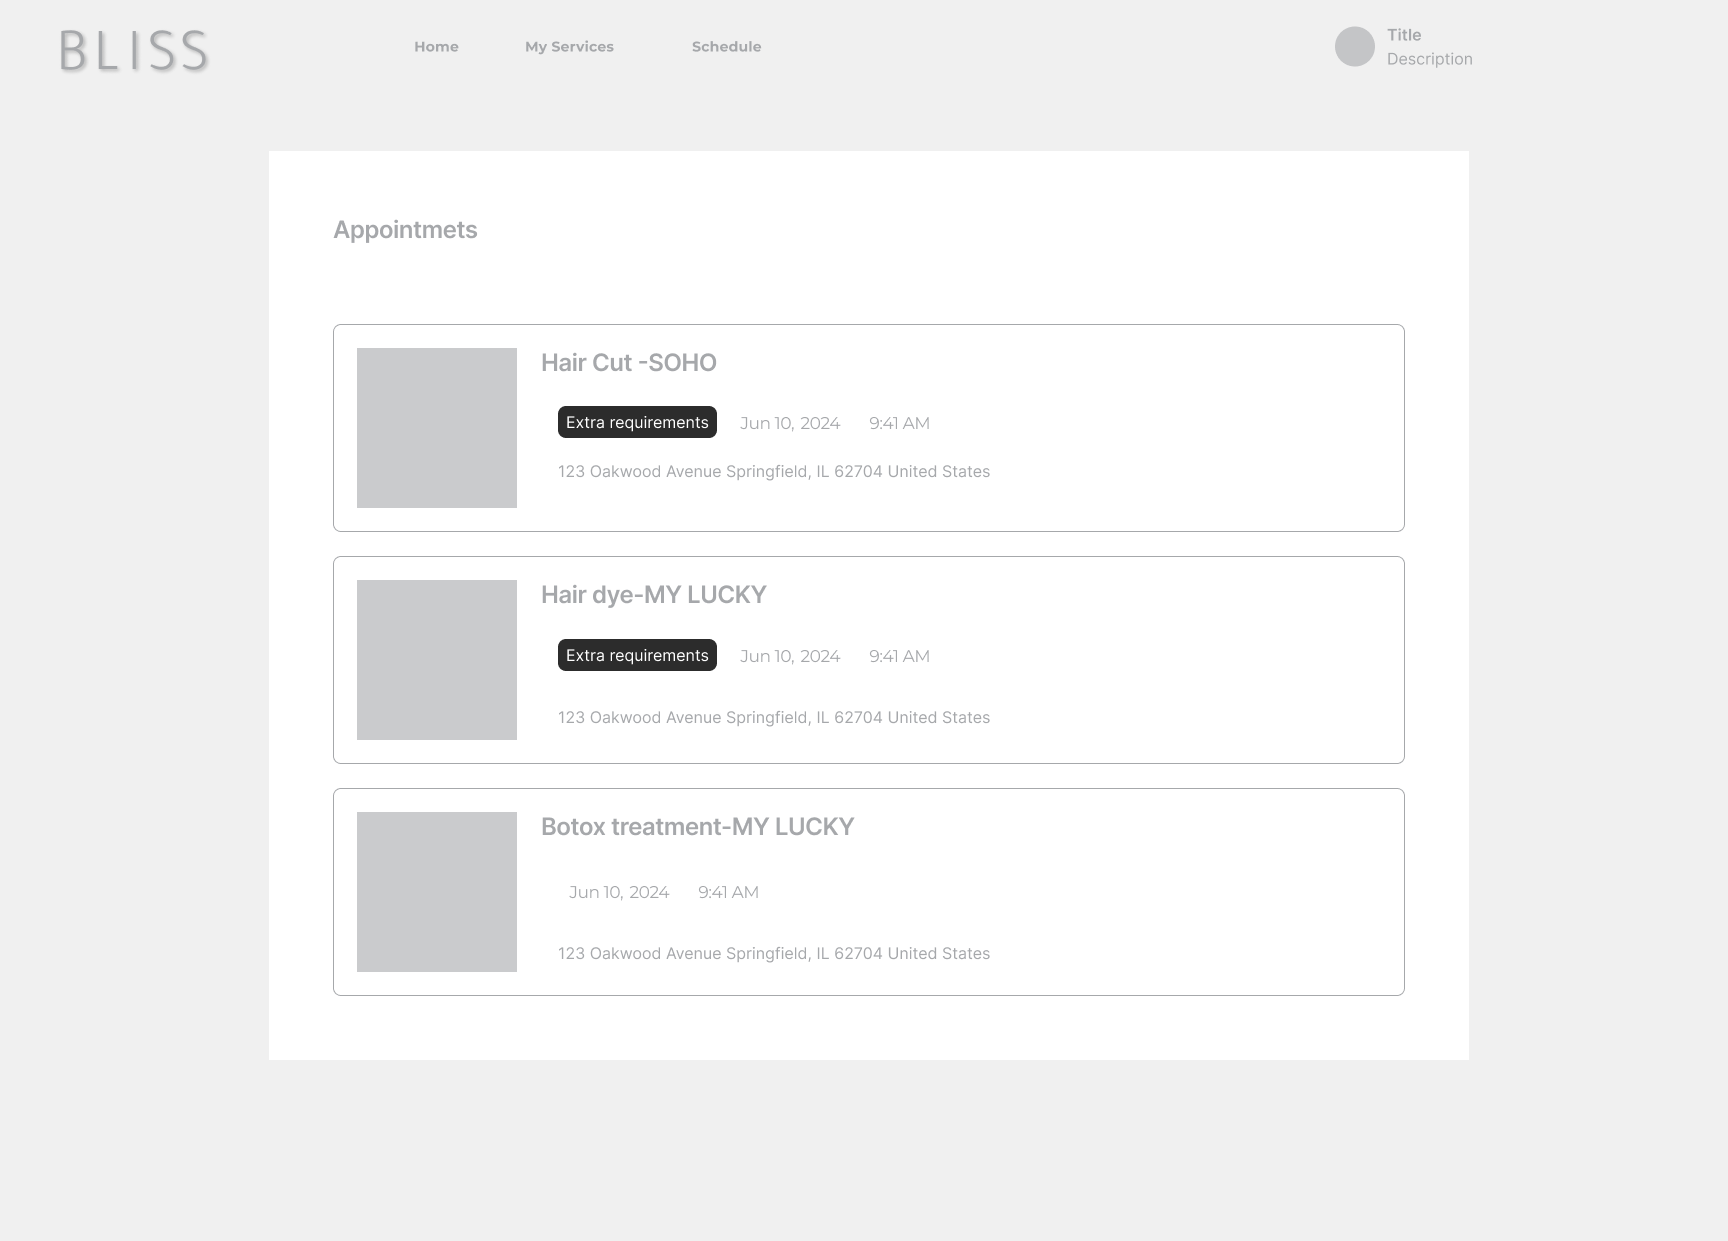 BLISS
Home My Services Schedule
Title
Description
Appointmets
Hair Cut -SOHO
Extra requirements Jun 10, 2024 9:41 AM
123 Oakwood Avenue Springfield, IL 62704 United States
Hair dye-MY LUCKY
Extra requirements Jun 10, 2024 9:41 AM
123 Oakwood Avenue Springfield, IL 62704 United States
Botox treatment-MY LUCKY
Jun 10, 2024 9:41 AM
123 Oakwood Avenue Springfield, IL 62704 United States